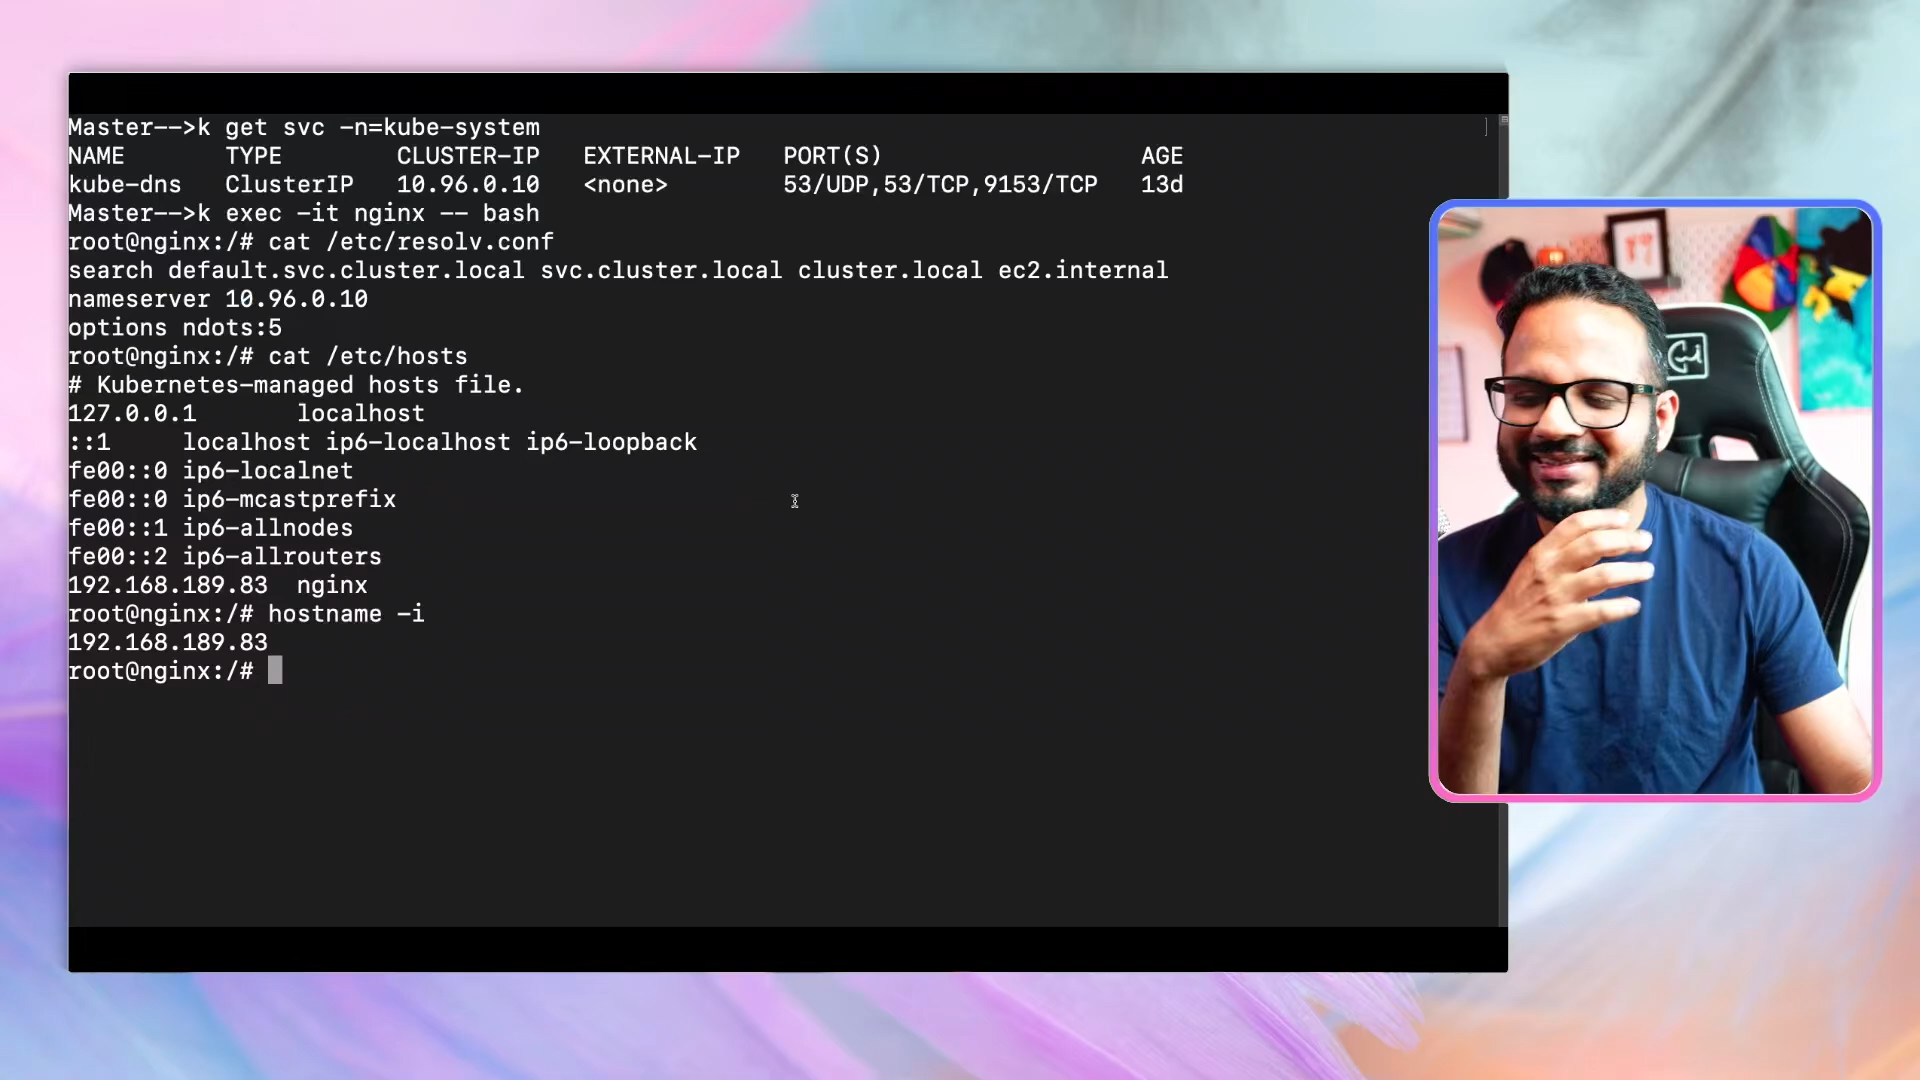 Master-->k get svc -n=kube-system
NAME       TYPE        CLUSTER-IP   EXTERNAL-IP   PORT(S)                  AGE
kube-dns   ClusterIP   10.96.0.10   <none>        53/UDP,53/TCP,9153/TCP   13d
Master-->k exec -it nginx -- bash
root@nginx:/# cat /etc/resolv.conf
search default.svc.cluster.local svc.cluster.local cluster.local ec2.internal
nameserver 10.96.0.10
options ndots:5
root@nginx:/# cat /etc/hosts
# Kubernetes-managed hosts file.
127.0.0.1       localhost
::1     localhost ip6-localhost ip6-loopback
fe00::0 ip6-localnet
fe00::0 ip6-mcastprefix
fe00::1 ip6-allnodes
fe00::2 ip6-allrouters
192.168.189.83  nginx
root@nginx:/# hostname -i
192.168.189.83
root@nginx:/#